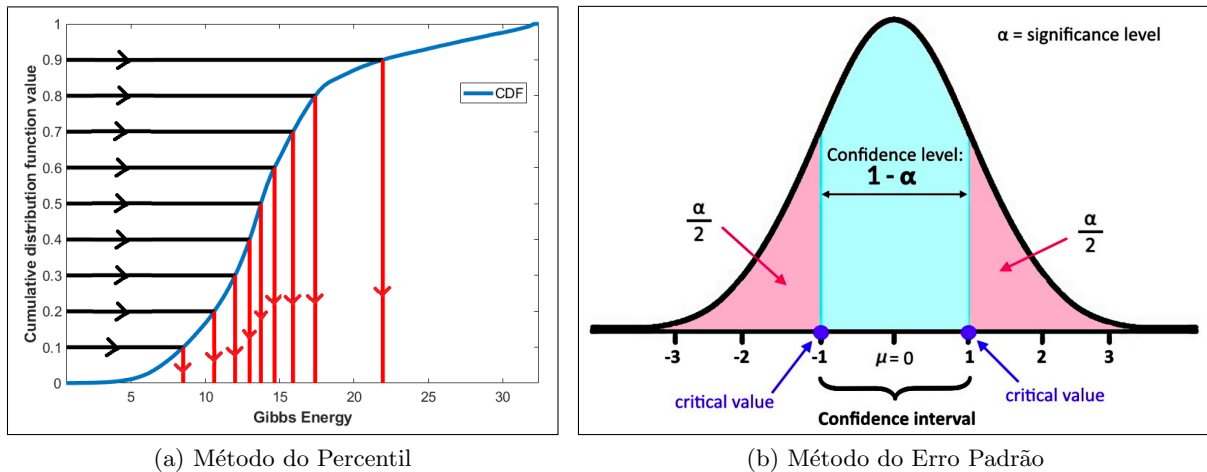 1
0.9
0.8
0.7
0.6
0.5
0.4
0.3
0.2
0.1
0
Cumulative distribution function value
CDF
5
10
15
20
25
30
Gibbs Energy
(a) Método do Percentil
α = significance level
Confidence level:
1 - α
α
2
α
2
-3
-2
-1
μ = 0
1
2
3
critical value
critical value
Confidence interval
(b) Método do Erro Padrão